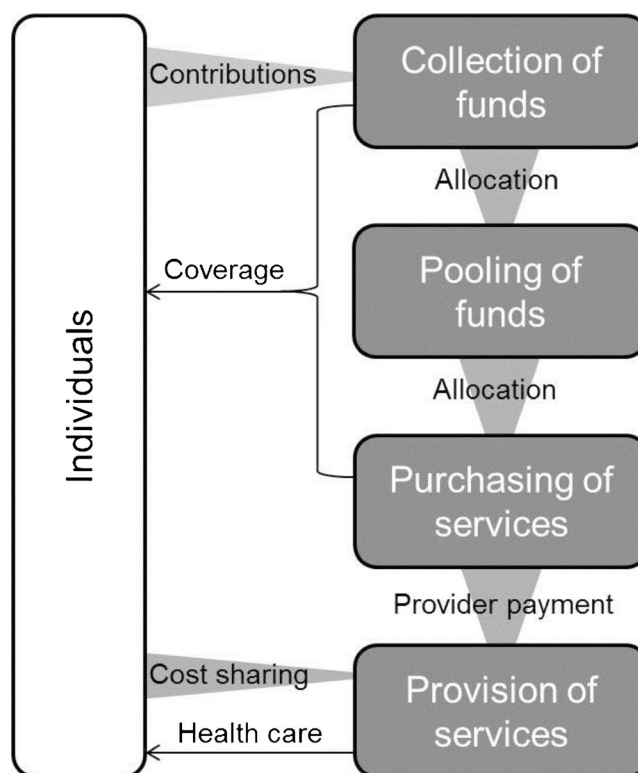 Individuals
Contributions
Collection of
funds
Allocation
Coverage
Pooling of
funds
Allocation
Purchasing of
services
Provider payment
Cost sharing
Provision of
services
Health care